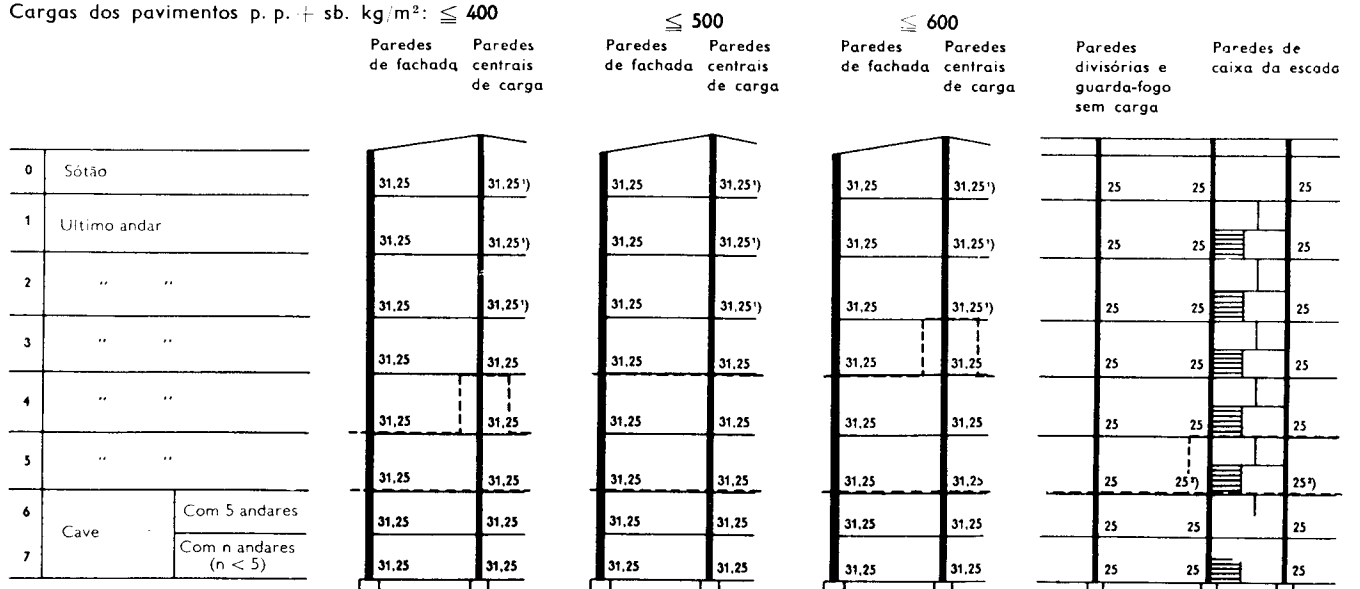 Cargas dos pavimentos p. p. + sb. kg/m²: ≦ 400
≦ 500
≦ 600
Paredes de fachada
Paredes centrais de carga
Paredes de fachada
Paredes centrais de carga
Paredes de fachada
Paredes centrais de carga
Paredes divisórias e guarda-fogo sem carga
Paredes de caixa da escada
0 Sótão 31,25 31,25¹) 31,25 31,25¹) 31,25 31,25¹) 25 25 25
1 Ultimo andar 31,25 31,25¹) 31,25 31,25¹) 31,25 31,25¹) 25 25 25
2 ,, ,, 31,25 31,25¹) 31,25 31,25¹) 31,25 31,25¹) 25 25 25
3 ,, ,, 31,25 31,25 31,25 31,25 31,25 31,25 25 25 25
4 ,, ,, 31,25 31,25 31,25 31,25 31,25 31,25 25 25 25
5 ,, ,, 31,25 31,25 31,25 31,25 31,25 31,25 25 25²) 25²)
6 Cave Com 5 andares 31,25 31,25 31,25 31,25 31,25 31,25 25 25 25
7 Com n andares (n < 5) 31,25 31,25 31,25 31,25 31,25 31,25 25 25 25